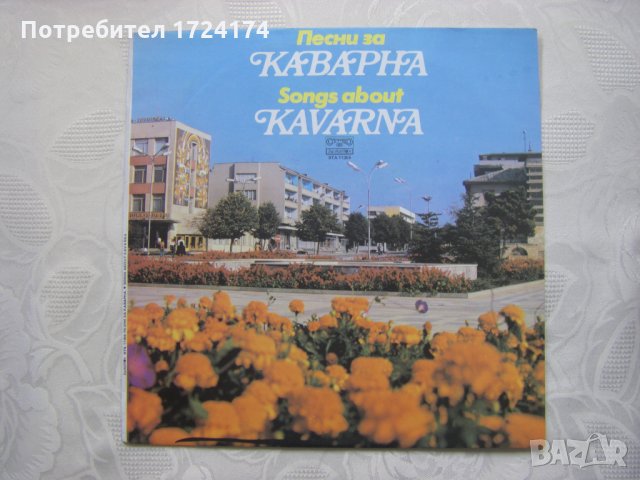 Потребител 1724174
Песни за
КАВАРНА
Songs about
KAVARNA
BAZAR